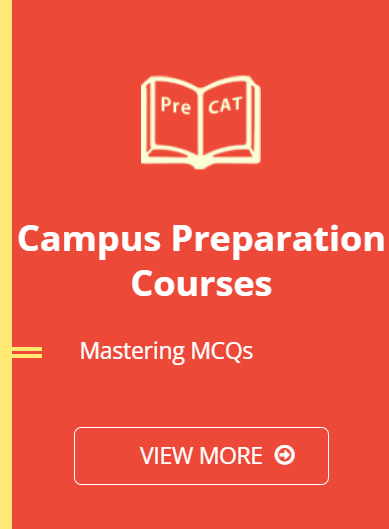 Pre CAT
Campus Preparation
Courses
Mastering MCQs
VIEW MORE